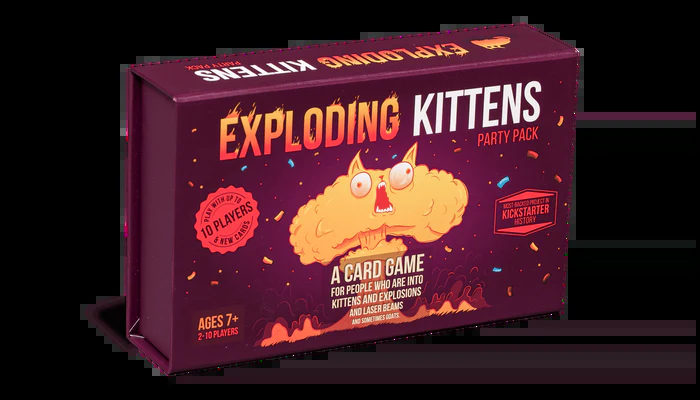 EXPLODING KITTENS
PARTY PACK
EXPLODING KITTENS
PARTY PACK
PLAY WITH UP TO
10 PLAYERS
& NEW CARDS
MOST-BACKED PROJECT IN
KICKSTARTER
HISTORY
A CARD GAME
FOR PEOPLE WHO ARE INTO
KITTENS AND EXPLOSIONS
AND LASER BEAMS
AND SOMETIMES GOATS.
AGES 7+
2-10 PLAYERS